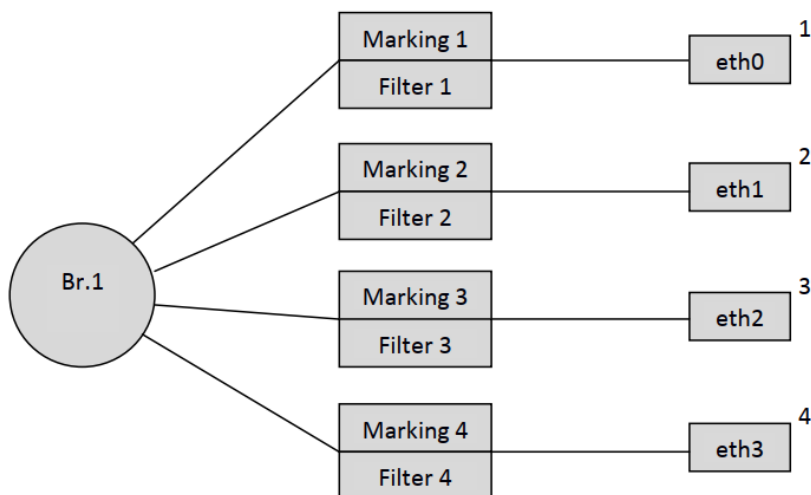 1
Marking 1
eth0
Filter 1
2
Marking 2
eth1
Filter 2
Br.1
3
Marking 3
eth2
Filter 3
4
Marking 4
eth3
Filter 4